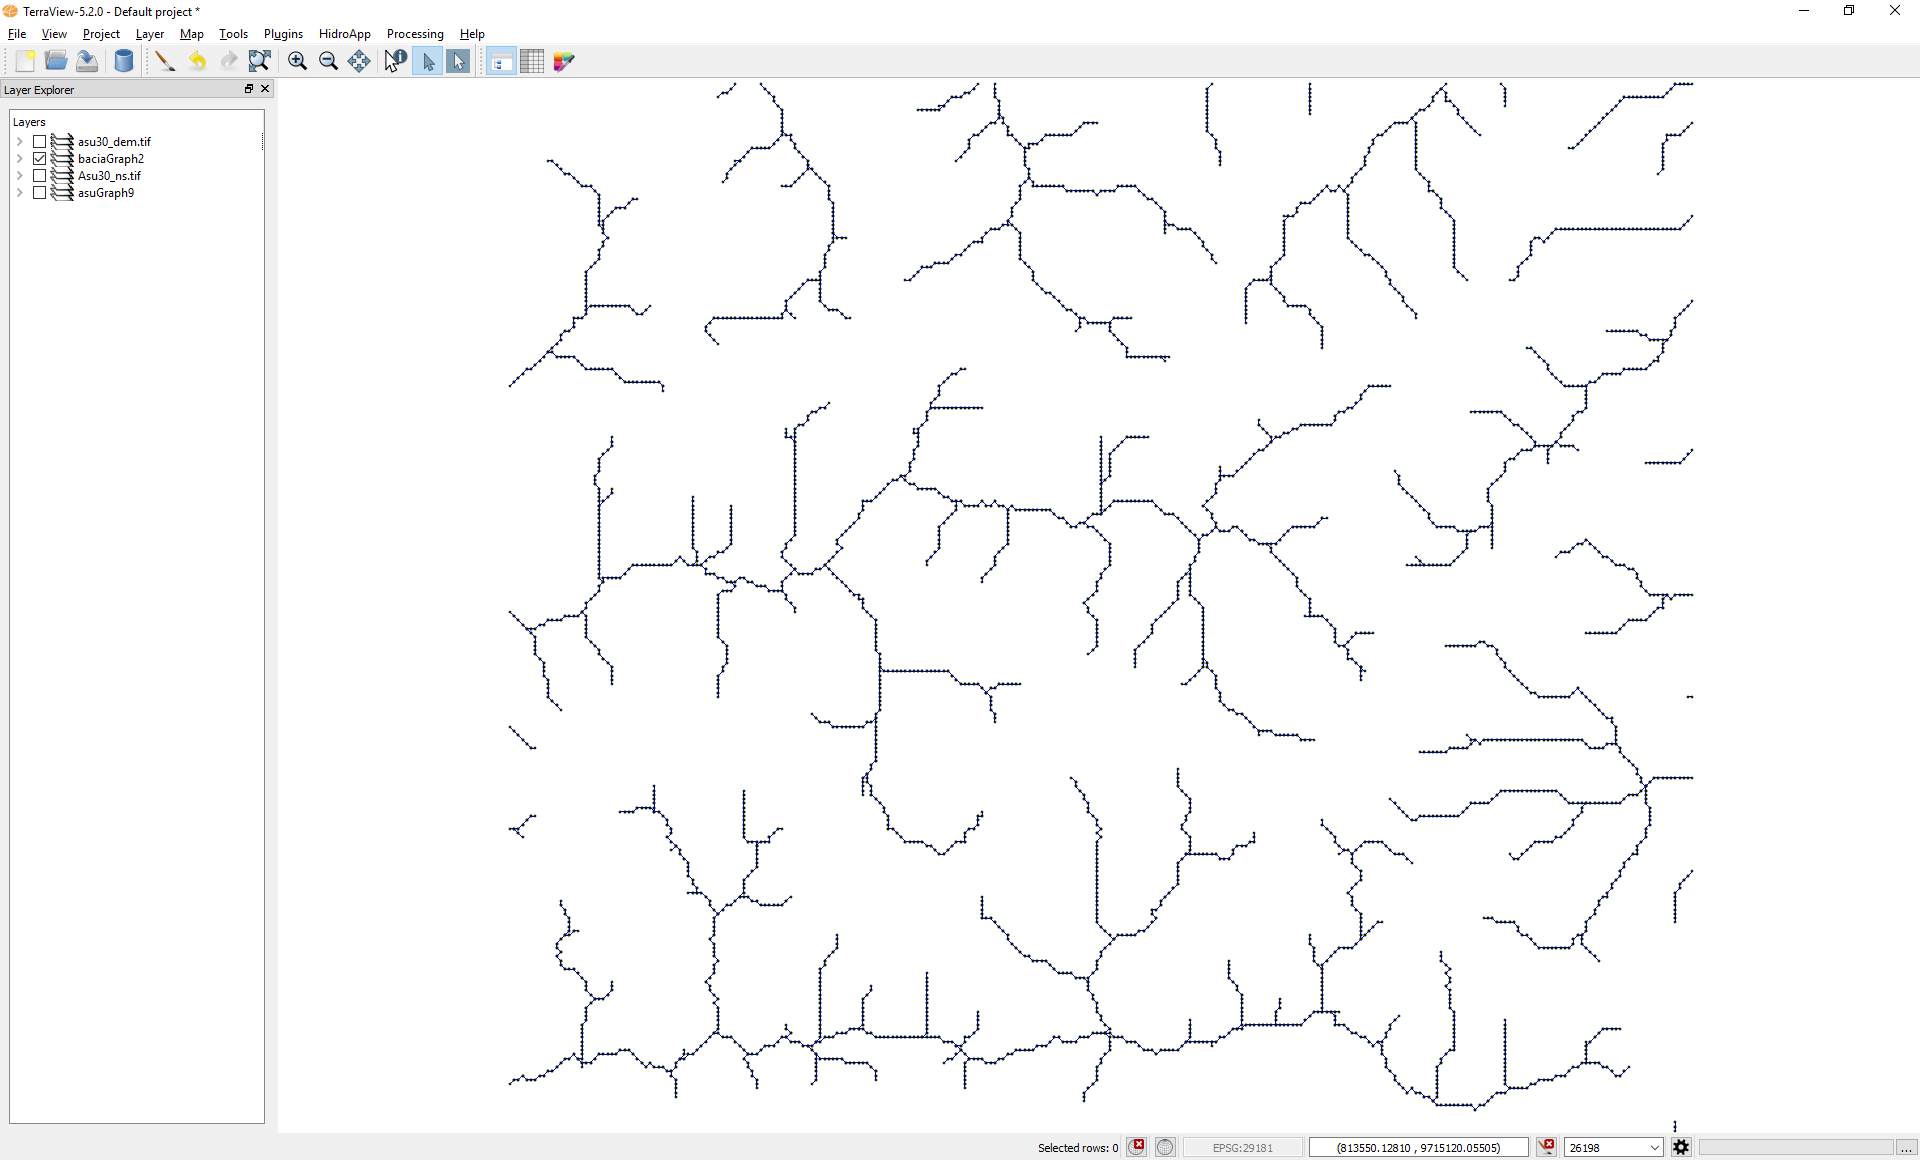 TerraView-5.2.0 - Default project *
File View Project Layer Map Tools Plugins HidroApp Processing Help
Layer Explorer
Layers
asu30_dem.tif
baciaGraph2
Asu30_ns.tif
asuGraph9
Selected rows: 0 EPSG:29181 (813550.12810 , 9715120.05505) 26198 ...